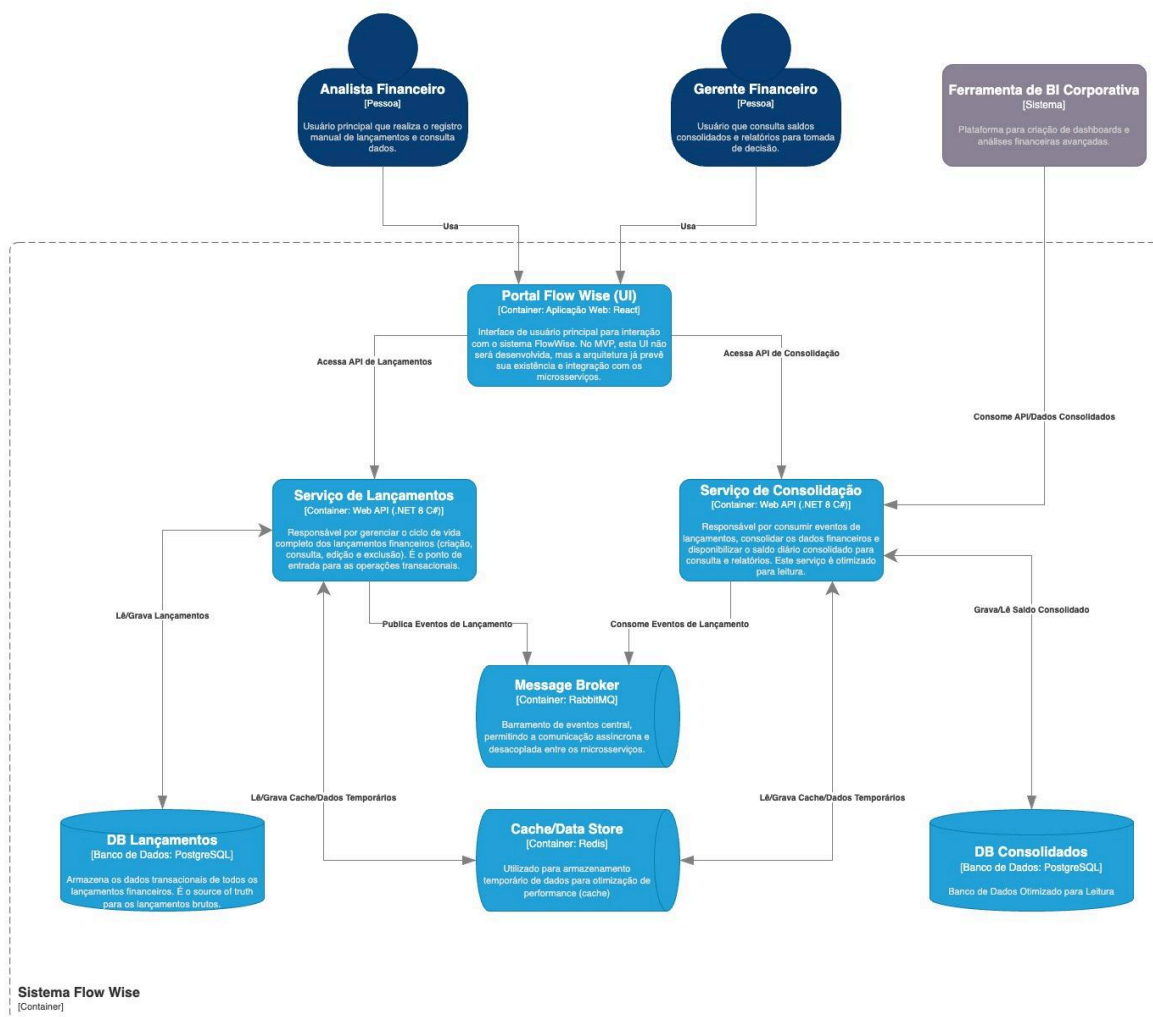 Analista Financeiro
[Pessoa]
Usuário principal que realiza o registro
manual de lançamentos e consulta
dados.
Gerente Financeiro
[Pessoa]
Usuário que consulta saldos
consolidados e relatórios para tomada
de decisão.
Ferramenta de BI Corporativa
[Sistema]
Plataforma para criação de dashboards e
análises financeiras avançadas.
Usa
Usa
Portal Flow Wise (UI)
[Container: Aplicação Web: React]
Interface de usuário principal para interação
com o sistema FlowWise. No MVP, esta UI não
será desenvolvida, mas a arquitetura já prevê
sua existência e integração com os
microsserviços.
Acessa API de Lançamentos
Acessa API de Consolidação
Consome API/Dados Consolidados
Serviço de Lançamentos
[Container: Web API (.NET 8 C#)]
Responsável por gerenciar o ciclo de vida
completo dos lançamentos financeiros (criação,
consulta, edição e exclusão). É o ponto de
entrada para as operações transacionais.
Serviço de Consolidação
[Container: Web API (.NET 8 C#)]
Responsável por consumir eventos de
lançamentos, consolidar os dados financeiros e
disponibilizar o saldo diário consolidado para
consulta e relatórios. Este serviço é otimizado
para leitura.
Lê/Grava Lançamentos
Publica Eventos de Lançamento
Consome Eventos de Lançamento
Grava/Lê Saldo Consolidado
Message Broker
[Container: RabbitMQ]
Barramento de eventos central,
permitindo a comunicação assíncrona e
desacoplada entre os microsserviços.
Lê/Grava Cache/Dados Temporários
Lê/Grava Cache/Dados Temporários
DB Lançamentos
[Banco de Dados: PostgreSQL]
Armazena os dados transacionais de todos os
lançamentos financeiros. É o source of truth
para os lançamentos brutos.
Cache/Data Store
[Container: Redis]
Utilizado para armazenamento
temporário de dados para otimização de
performance (cache)
DB Consolidados
[Banco de Dados: PostgreSQL]
Banco de Dados Otimizado para Leitura
Sistema Flow Wise
[Container]